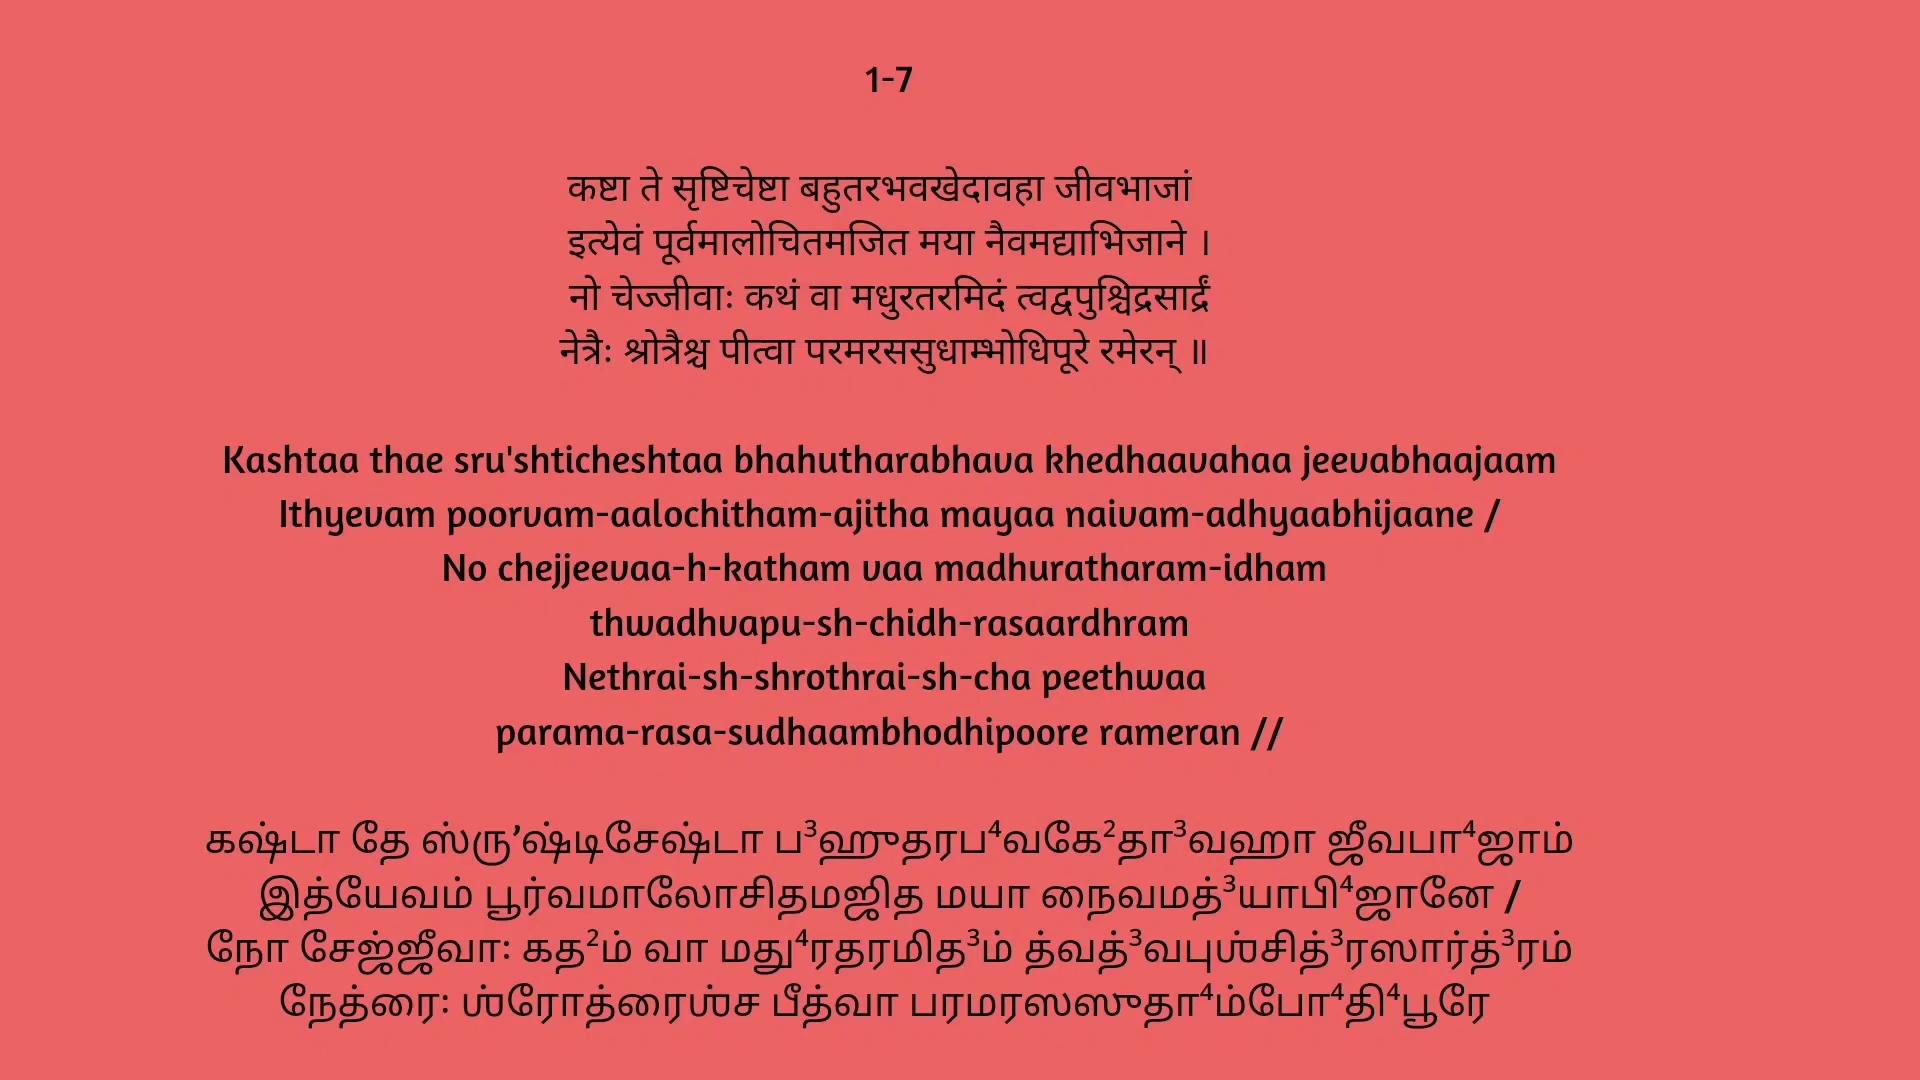 1-7
कष्टा ते सृष्टिचेष्टा बहुतरभवखेदावहा जीवभाजां
इत्येवं पूर्वमालोचितमजित मया नैवमद्याभिजाने ।
नो चेज्जीवाः कथं वा मधुरतरमिदं त्वद्वपुश्चिद्रसार्द्रं
नेत्रैः श्रोत्रैश्च पीत्वा परमरससुधाम्भोधिपूरे रमेरन् ॥
Kashtaa thae sru'shticheshtaa bhahutharabhava khedhaavahaa jeevabhaajaam
Ithyevam poorvam-aalochitham-ajitha mayaa naivam-adhyaabhijaane /
No chejjeevaa-h-katham vaa madhuratharam-idham
thwadhvapu-sh-chidh-rasaardhram
Nethrai-sh-shrothrai-sh-cha peethwaa
parama-rasa-sudhaambhodhipoore rameran //
கஷ்டா தே ஸ்ரு’ஷ்டிசேஷ்டா ப³ஹுதரப⁴வகே²தா³வஹா ஜீவபா⁴ஜாம்
இத்யேவம் பூர்வமாலோசிதமஜித மயா நைவமத்³யாபி⁴ஜானே /
நோ சேஜ்ஜீவா: கத²ம் வா மது⁴ரதரமித³ம் த்வத்³வபுஶ்சித்³ரஸார்த்³ரம்
நேத்ரை: ஶ்ரோத்ரைஶ்ச பீத்வா பரமரஸஸுதா⁴ம்போ⁴தி⁴பூரே